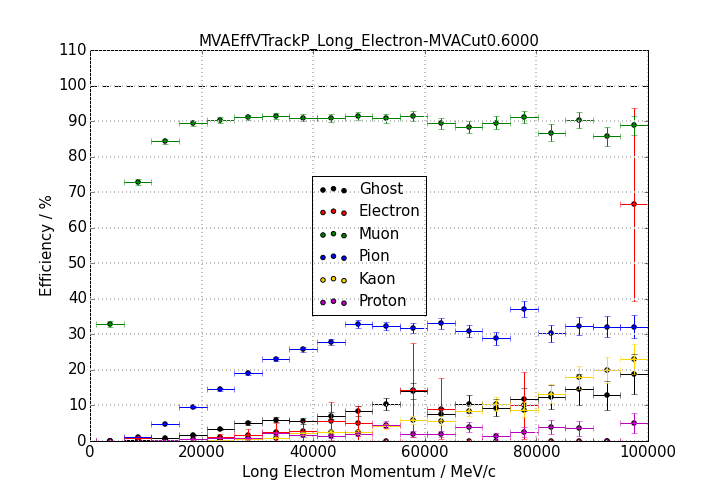 MVAEffVTrackP_Long_Electron-MVACut0.6000
110
100
90
80
70
60
50
40
30
20
10
0
Efficiency / %
Ghost
Electron
Muon
Pion
Kaon
Proton
0 20000 40000 60000 80000 100000
Long Electron Momentum / MeV/c